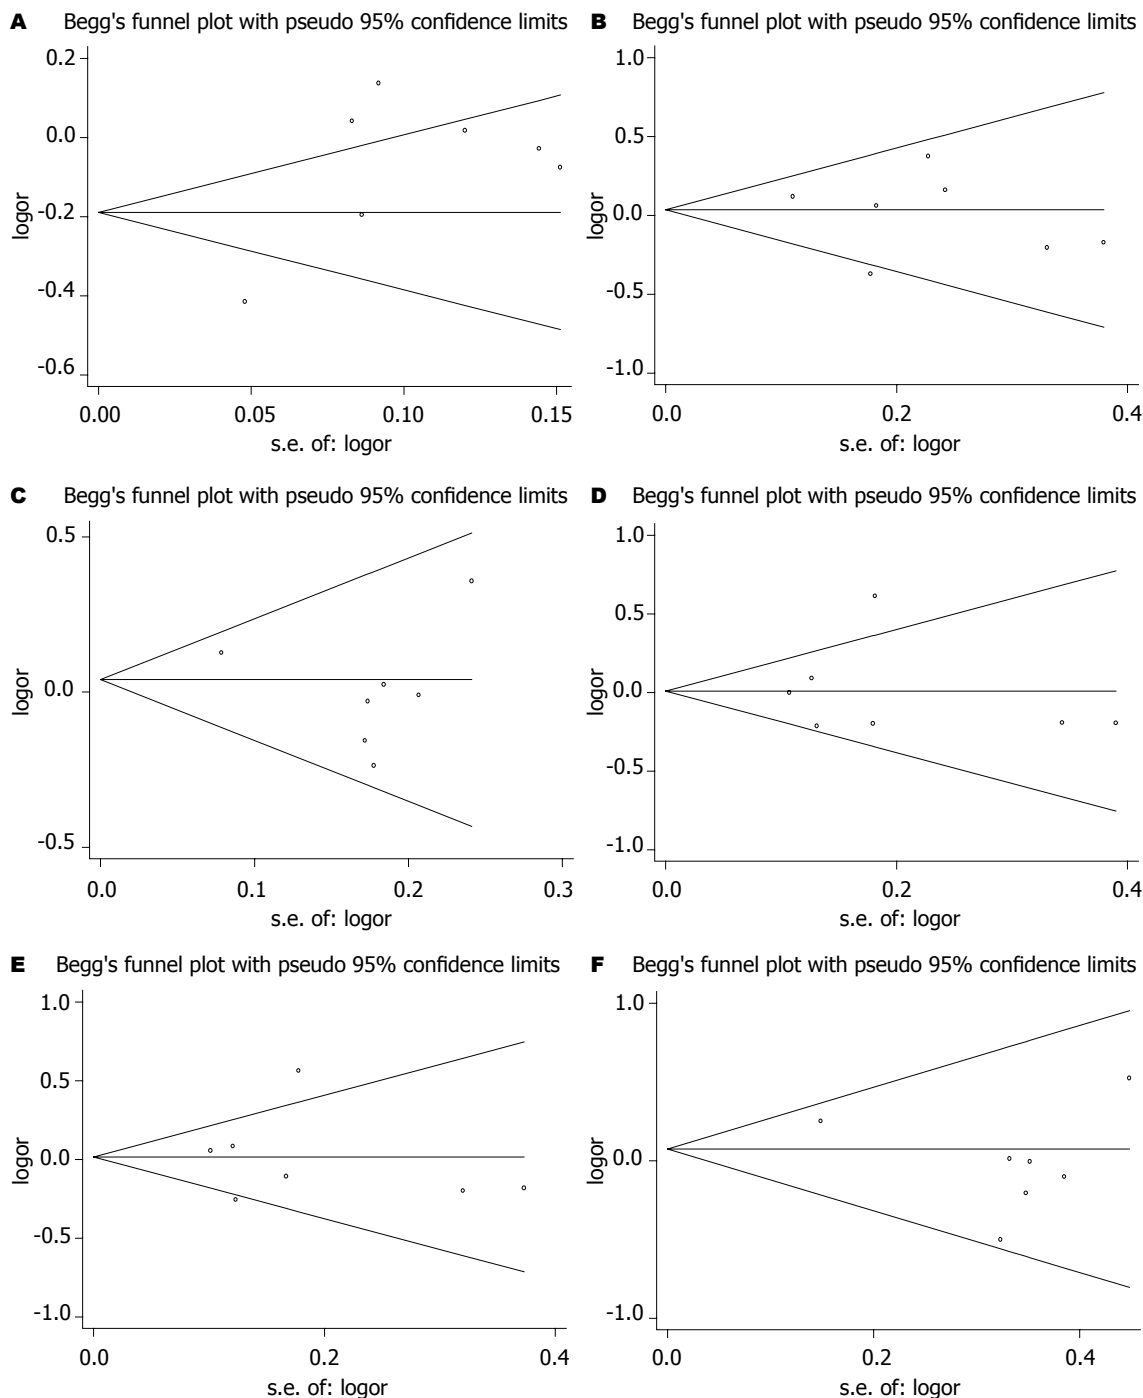 A Begg's funnel plot with pseudo 95% confidence limits
0.2
0.0
-0.2
-0.4
-0.6
logor
0.00 0.05 0.10 0.15
s.e. of: logor
B Begg's funnel plot with pseudo 95% confidence limits
1.0
0.5
0.0
-0.5
-1.0
logor
0.0 0.2 0.4
s.e. of: logor
C Begg's funnel plot with pseudo 95% confidence limits
0.5
0.0
-0.5
logor
0.0 0.1 0.2 0.3
s.e. of: logor
D Begg's funnel plot with pseudo 95% confidence limits
1.0
0.5
0.0
-0.5
-1.0
logor
0.0 0.2 0.4
s.e. of: logor
E Begg's funnel plot with pseudo 95% confidence limits
1.0
0.5
0.0
-0.5
-1.0
logor
0.0 0.2 0.4
s.e. of: logor
F Begg's funnel plot with pseudo 95% confidence limits
1.0
0.5
0.0
-0.5
-1.0
logor
0.0 0.2 0.4
s.e. of: logor